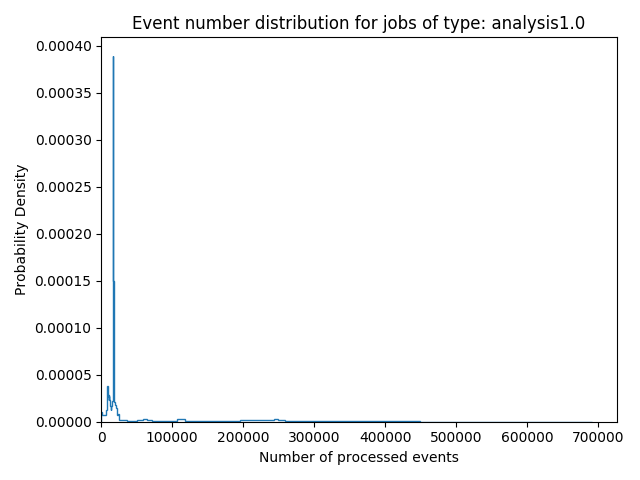 Event number distribution for jobs of type: analysis1.0
0.00040
0.00035
0.00030
0.00025
0.00020
0.00015
0.00010
0.00005
0.00000
Probability Density
0 100000 200000 300000 400000 500000 600000 700000
Number of processed events